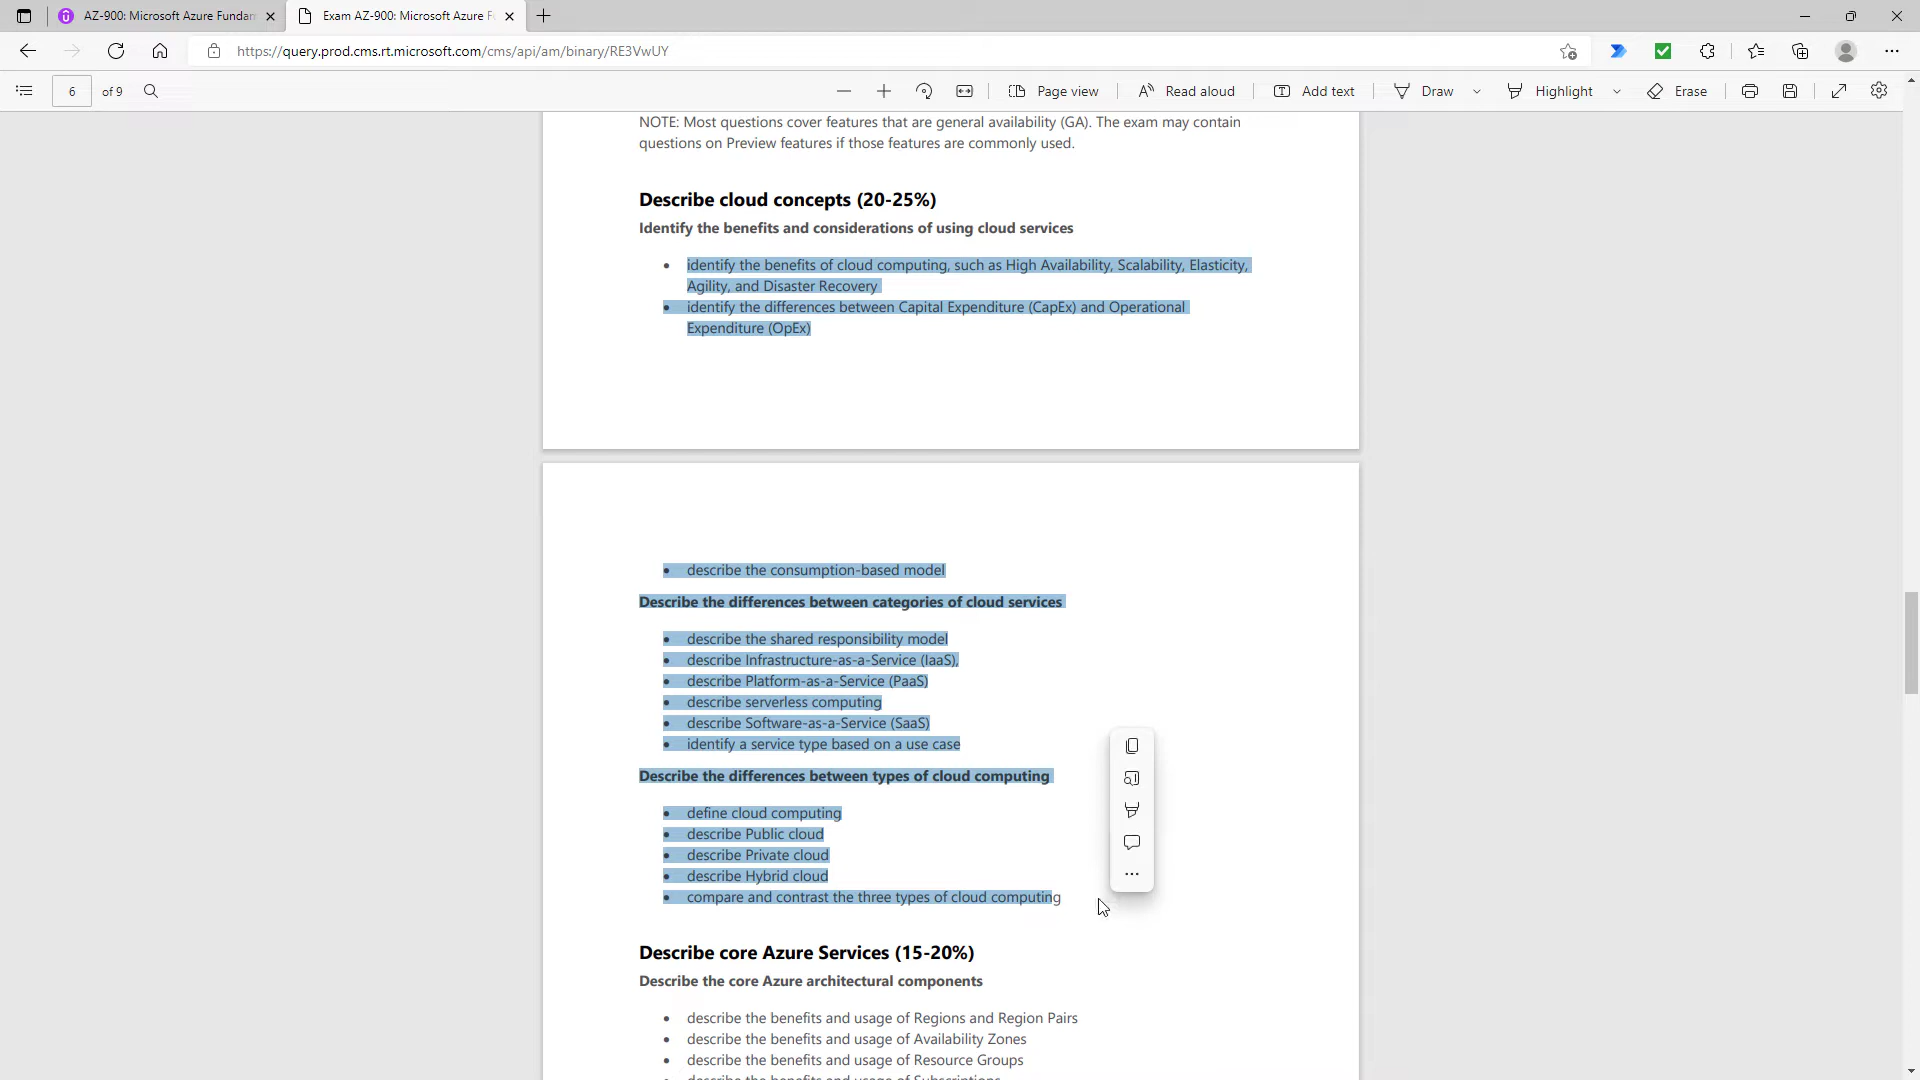 AZ-900: Microsoft Azure Fundan
Exam AZ-900: Microsoft Azure F
https://query.prod.cms.rt.microsoft.com/cms/api/am/binary/RE3VwUY
6 of 9
Page view
Read aloud
Add text
Draw
Highlight
Erase
NOTE: Most questions cover features that are general availability (GA). The exam may contain
questions on Preview features if those features are commonly used.
Describe cloud concepts (20-25%)
Identify the benefits and considerations of using cloud services
• identify the benefits of cloud computing, such as High Availability, Scalability, Elasticity,
Agility, and Disaster Recovery
• identify the differences between Capital Expenditure (CapEx) and Operational
Expenditure (OpEx)
• describe the consumption-based model
Describe the differences between categories of cloud services
• describe the shared responsibility model
• describe Infrastructure-as-a-Service (IaaS),
• describe Platform-as-a-Service (PaaS)
• describe serverless computing
• describe Software-as-a-Service (SaaS)
• identify a service type based on a use case
Describe the differences between types of cloud computing
• define cloud computing
• describe Public cloud
• describe Private cloud
• describe Hybrid cloud
• compare and contrast the three types of cloud computing
Describe core Azure Services (15-20%)
Describe the core Azure architectural components
• describe the benefits and usage of Regions and Region Pairs
• describe the benefits and usage of Availability Zones
• describe the benefits and usage of Resource Groups
• describe the benefits and usage of Subscriptions